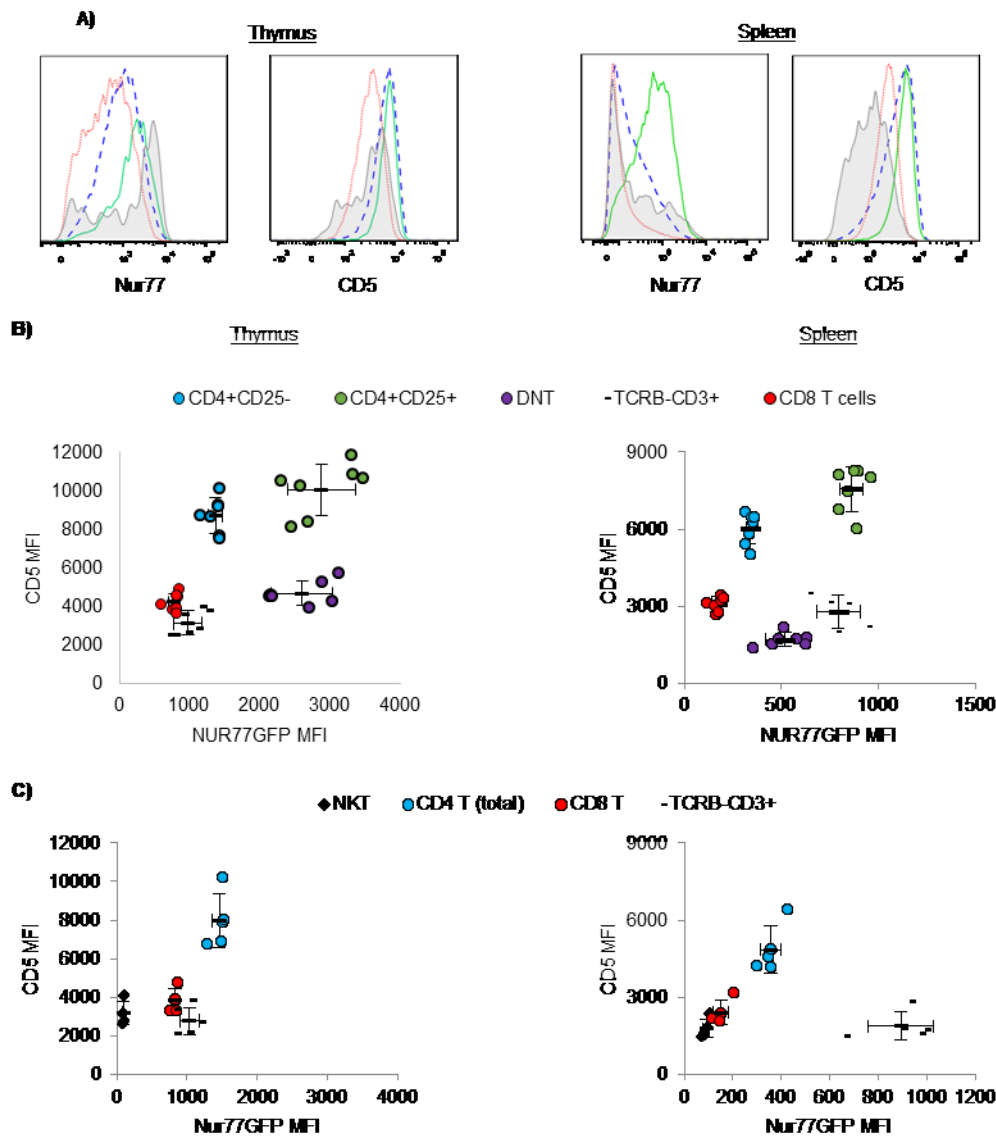 A)
Thymus
Spleen
Nur77
CD5
Nur77
CD5
B)
Thymus
Spleen
CD4+CD25-
CD4+CD25+
DNT
-TCRB-CD3+
CD8 T cells
12000
10000
8000
6000
4000
2000
0
CD5 MFI
0
1000
2000
3000
4000
NUR77GFP MFI
9000
6000
3000
0
CD5 MFI
0
500
1000
1500
NUR77GFP MFI
C)
NKT
CD4 T (total)
CD8 T
-TCRB-CD3+
12000
10000
8000
6000
4000
2000
0
CD5 MFI
0
1000
2000
3000
4000
Nur77GFP MFI
9000
6000
3000
0
CD5 MFI
0
200
400
600
800
1000
1200
Nur77GFP MFI